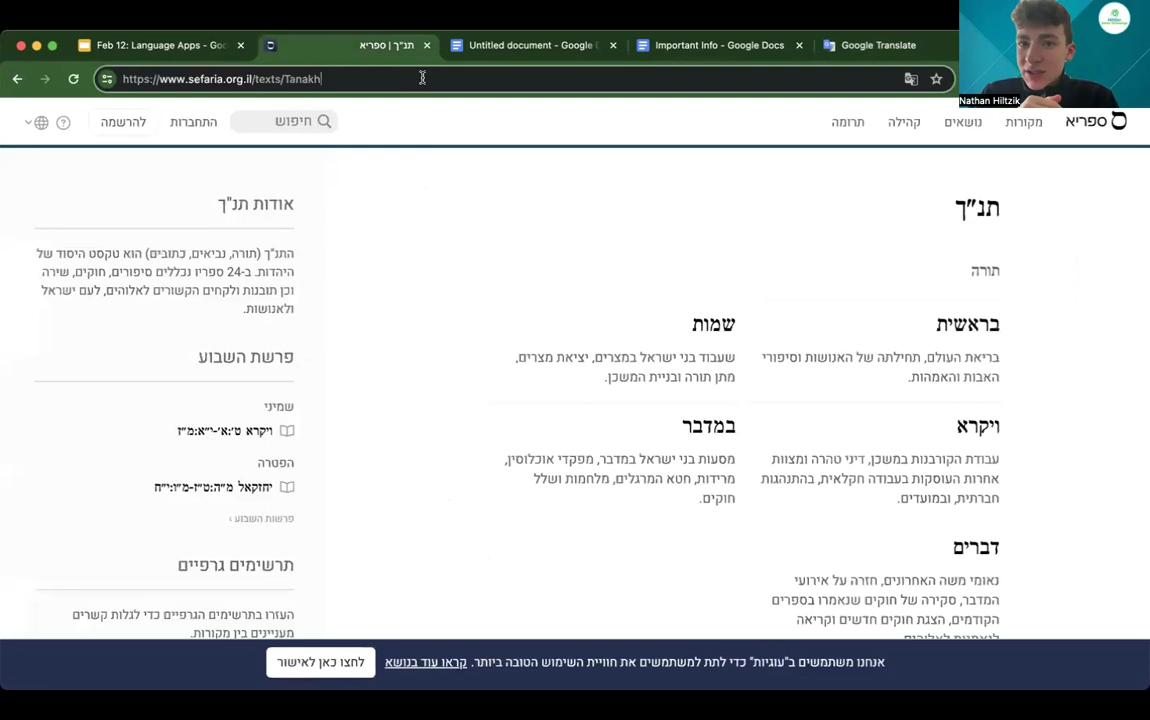 Feb 12: Language Apps - Goo
תנ"ך | ספריא
Untitled document - Google
Important Info - Google Docs
Google Translate
https://www.sefaria.org.il/texts/Tanakh
Nathan Hiltzik
ספריא
מקורות
נושאים
קהילה
תרומה
חיפוש
התחברות
להרשמה
תנ"ך
תורה
בראשית
בריאת העולם, תחילתה של האנושות וסיפורי
האבות והאמהות.
שמות
שעבוד בני ישראל במצרים, יציאת מצרים,
מתן תורה ובניית המשכן.
ויקרא
עבודת הקורבנות במשכן, דיני טהרה ומצוות
אחרות העוסקות בעבודה חקלאית, בהתנהגות
חברתית, ובמועדים.
במדבר
מסעות בני ישראל במדבר, מפקדי אוכלוסין,
מרידות, חטא המרגלים, מלחמות ושלל
חוקים.
דברים
נאומי משה האחרונים, חזרה על אירועי
המדבר, סקירה של חוקים שנאמרו בספרים
הקודמים, הצגת חוקים חדשים וקריאה
אודות תנ"ך
התנ"ך (תורה, נביאים, כתובים) הוא טקסט היסוד של
היהדות. ב-24 ספריו נכללים סיפורים, חוקים, שירה
וכן תובנות ולקחים הקשורים לאלוהים, לעם ישראל
ולאנושות.
פרשת השבוע
שמיני
ויקרא ט׳:א׳-י״א:מ״ז
הפטרה
יחזקאל מ״ה:ט״ז-מ״ו:י״ח
פרשות השבוע ›
תרשימים גרפיים
העזרו בתרשימים הגרפיים כדי לגלות קשרים
מעניינים בין מקורות.
אנחנו משתמשים ב"עוגיות" כדי לתת למשתמשים את חוויית השימוש הטובה ביותר. קראו עוד בנושא
לחצו כאן לאישור